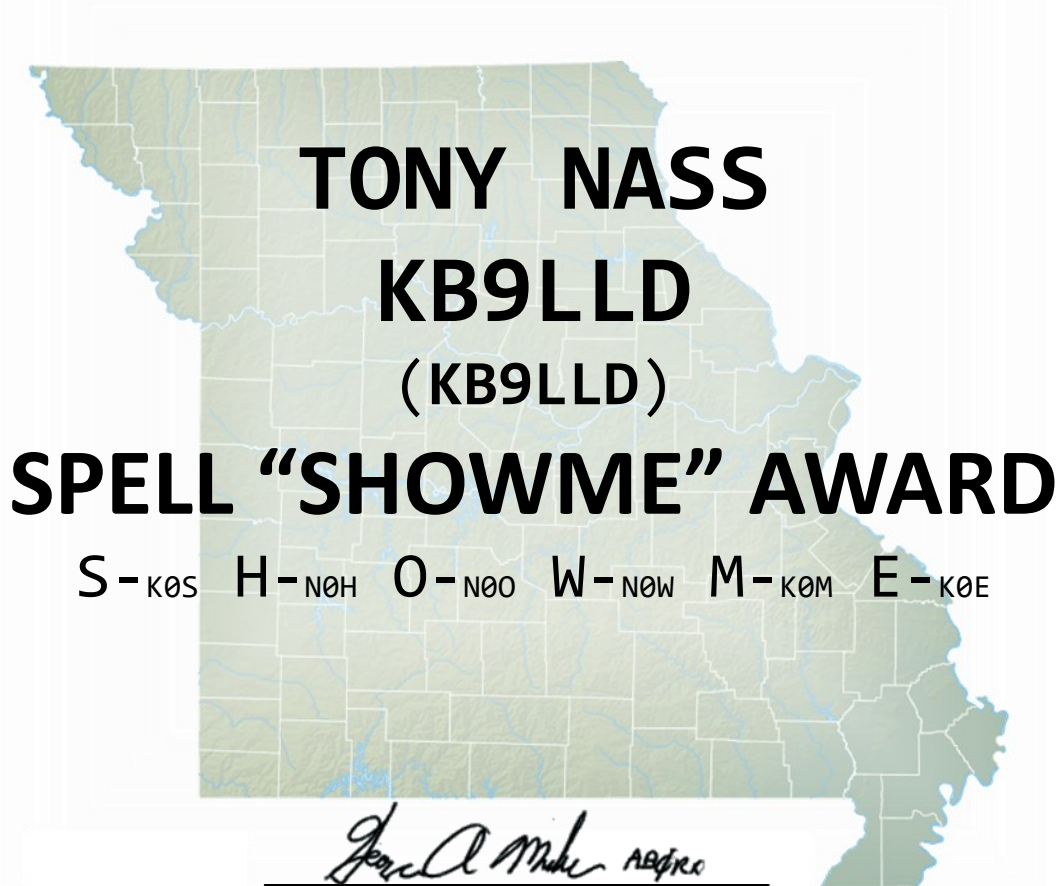 TONY NASS
KB9LLD
(KB9LLD)
SPELL “SHOWME” AWARD
S-K0S H-N0H O-N0O W-N0W M-K0M E-K0E